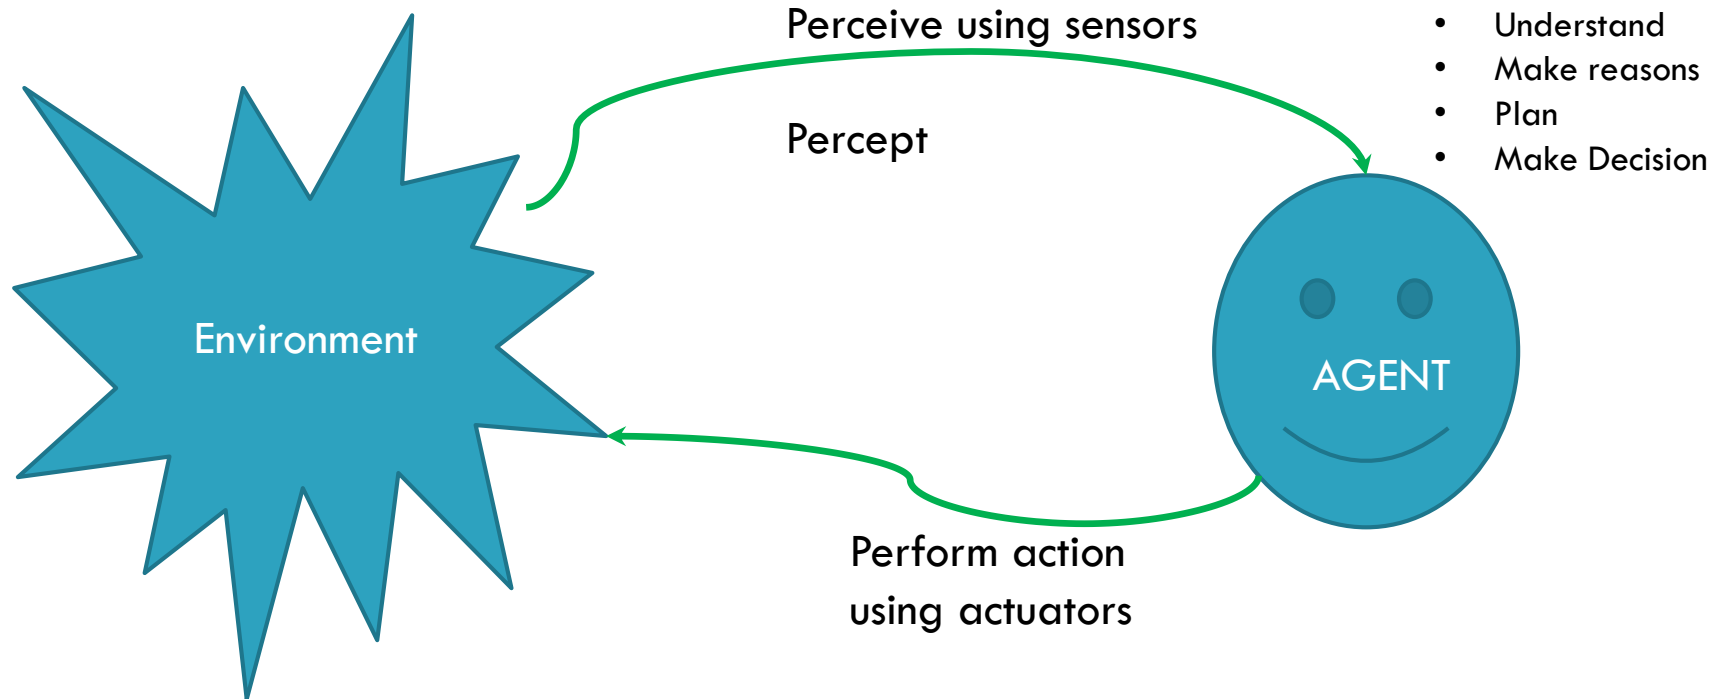 Perceive using sensors
• Understand
• Make reasons
• Plan
• Make Decision
Percept
Environment
AGENT
Perform action
using actuators